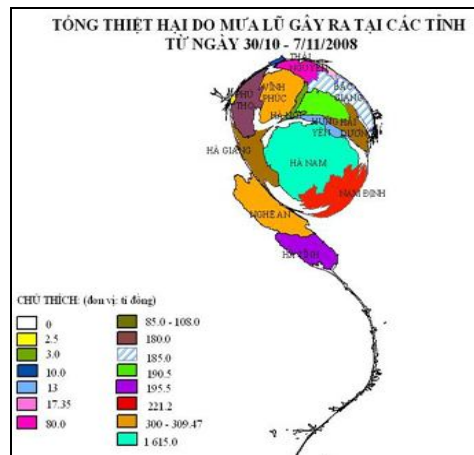 TỔNG THIỆT HẠI DO MƯA LŨ GÂY RA TẠI CÁC TỈNH
TỪ NGÀY 30/10 - 7/11/2008
THÁI
NGUYÊN
VĨNH
PHÚC
BẮC
GIANG
PHÚ
THỌ
HÀ NỘI
HƯNG
YÊN
HẢI
DƯƠNG
HÀ GIANG
HÀ NAM
NAM ĐỊNH
NGHỆ AN
HÀ TĨNH
CHÚ THÍCH: (đơn vị: tỉ đồng)
0
2.5
3.0
10.0
13
17.35
80.0
85.0 - 108.0
180.0
185.0
190.5
195.5
221.2
300 - 309.47
1 615.0